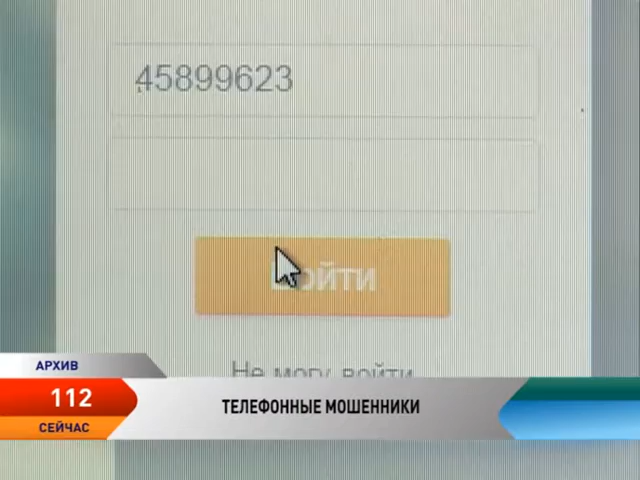 45899623
Войти
Не могу войти
АРХИВ
112
СЕЙЧАС
ТЕЛЕФОННЫЕ МОШЕННИКИ